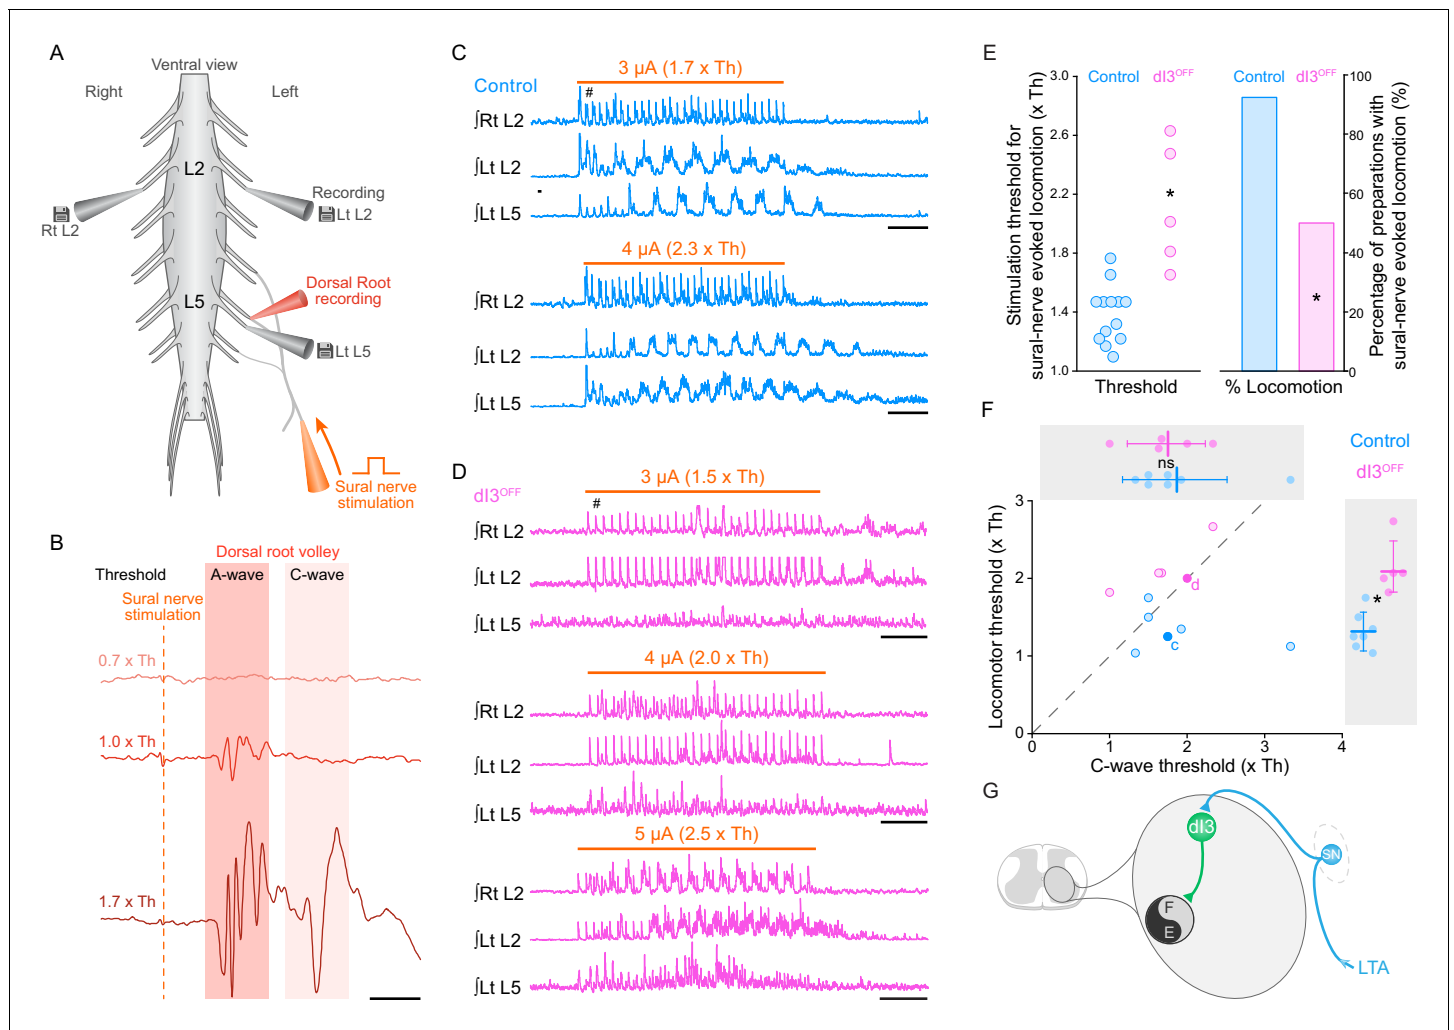 A
Ventral view
Right
Left
L2
Recording
Rt L2
Lt L2
L5
Dorsal Root
recording
Lt L5
Sural nerve
stimulation
B
Dorsal root volley
Threshold
A-wave
C-wave
Sural nerve
stimulation
0.7 x Th
1.0 x Th
1.7 x Th
C
Control
3 µA (1.7 x Th)
#
∫Rt L2
∫Lt L2
∫Lt L5
4 µA (2.3 x Th)
∫Rt L2
∫Lt L2
∫Lt L5
D
dI3OFF
3 µA (1.5 x Th)
#
∫Rt L2
∫Lt L2
∫Lt L5
4 µA (2.0 x Th)
∫Rt L2
∫Lt L2
∫Lt L5
5 µA (2.5 x Th)
∫Rt L2
∫Lt L2
∫Lt L5
E
Stimulation threshold for
sural-nerve evoked locomotion (x Th)
3.0
2.6
2.2
1.8
1.4
1.0
Control
dI3OFF
*
Threshold
Control
dI3OFF
*
% Locomotion
100
80
60
40
20
0
Percentage of preparations with
sural-nerve evoked locomotion (%)
F
ns
Control
dI3OFF
Locomotor threshold (x Th)
3
2
1
0
d
c
*
0
1
2
3
4
C-wave threshold (x Th)
G
dI3
SN
F
E
LTA